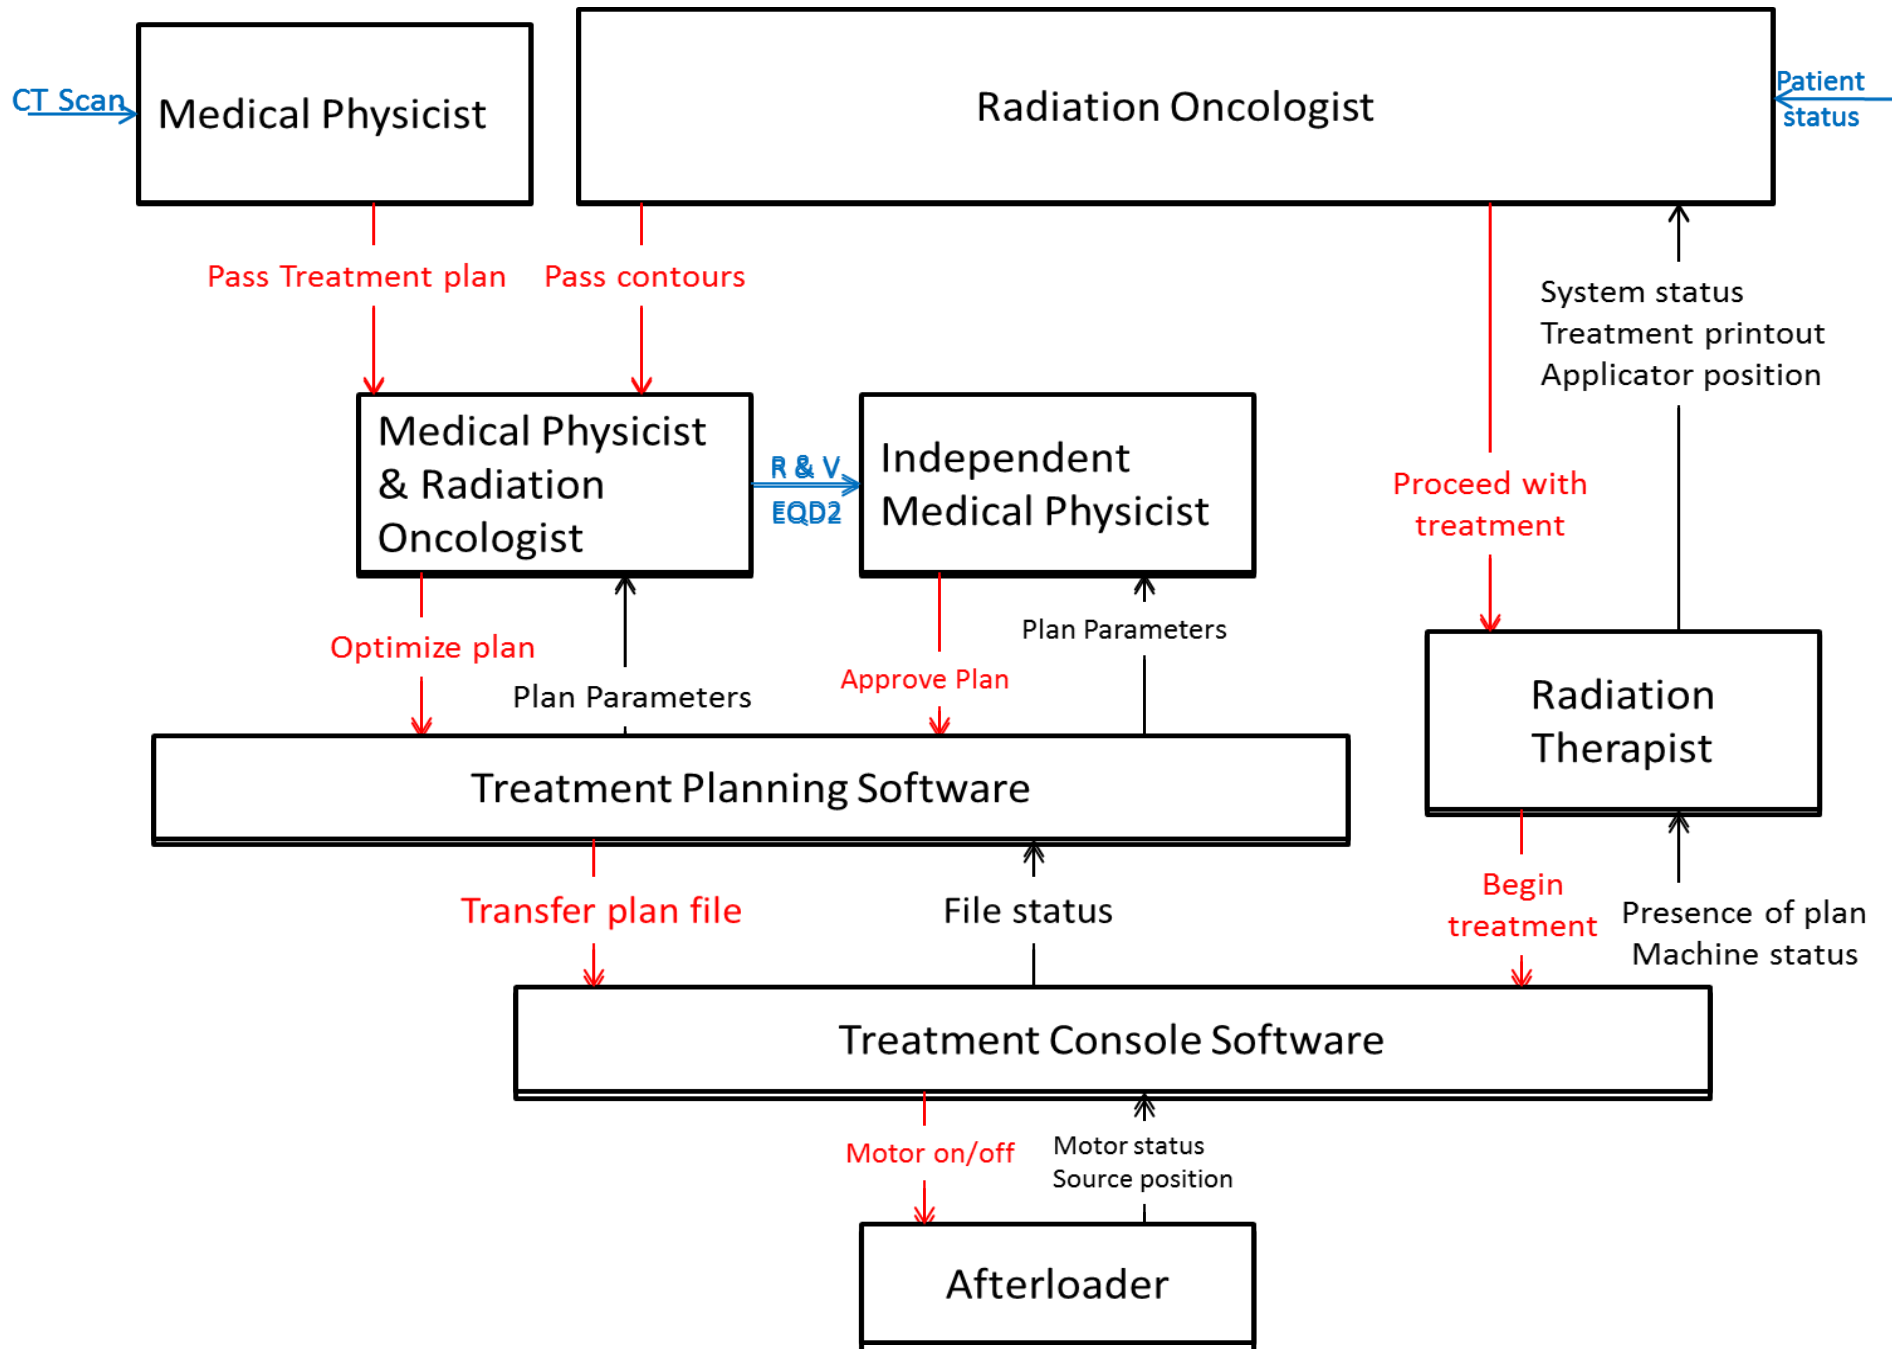 CT Scan
Medical Physicist
Radiation Oncologist
Patient
status
Pass Treatment plan
Pass contours
System status
Treatment printout
Applicator position
Medical Physicist
& Radiation
Oncologist
R & V
EQD2
Independent
Medical Physicist
Proceed with
treatment
Optimize plan
Plan Parameters
Approve Plan
Plan Parameters
Radiation
Therapist
Treatment Planning Software
Transfer plan file
File status
Begin
treatment
Presence of plan
Machine status
Treatment Console Software
Motor on/off
Motor status
Source position
Afterloader